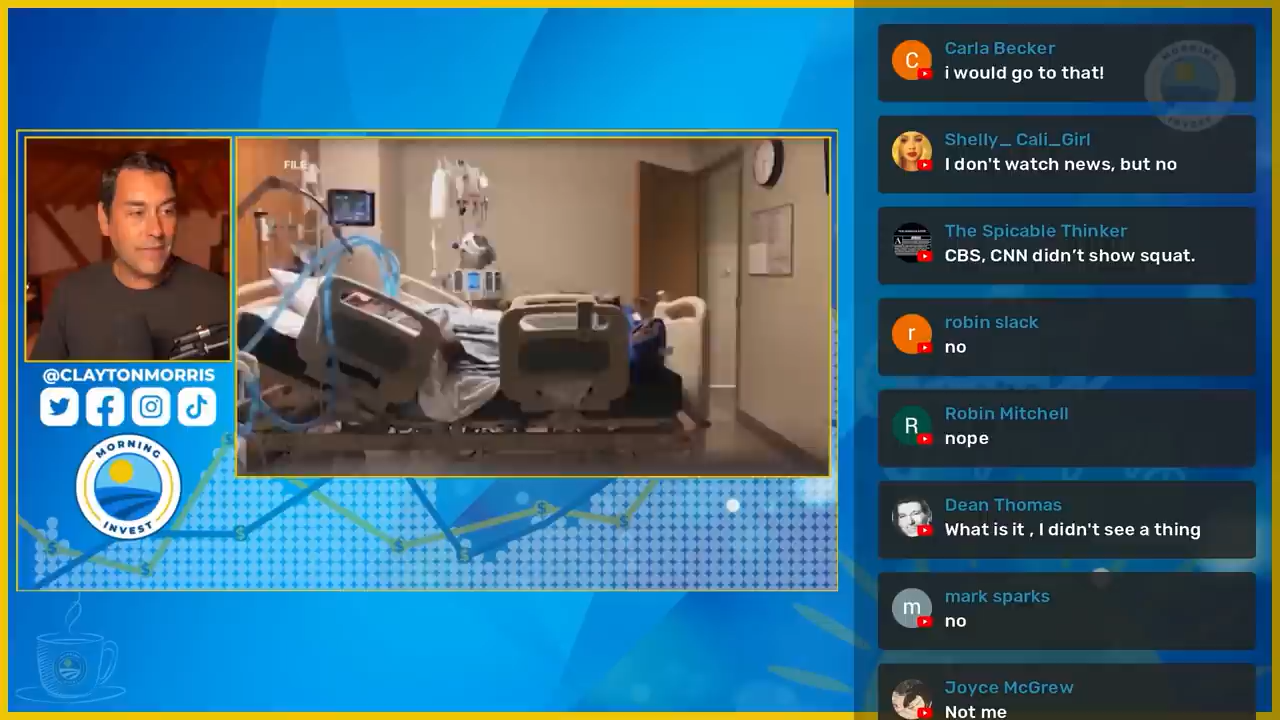 FILE
@CLAYTONMORRIS
MORNING
INVEST
MORNING
INVEST
C
Carla Becker
i would go to that!
Shelly_ Cali_Girl
I don't watch news, but no
The Spicable Thinker
CBS, CNN didn’t show squat.
r
robin slack
no
R
Robin Mitchell
nope
Dean Thomas
What is it , I didn't see a thing
m
mark sparks
no
Joyce McGrew
Not me